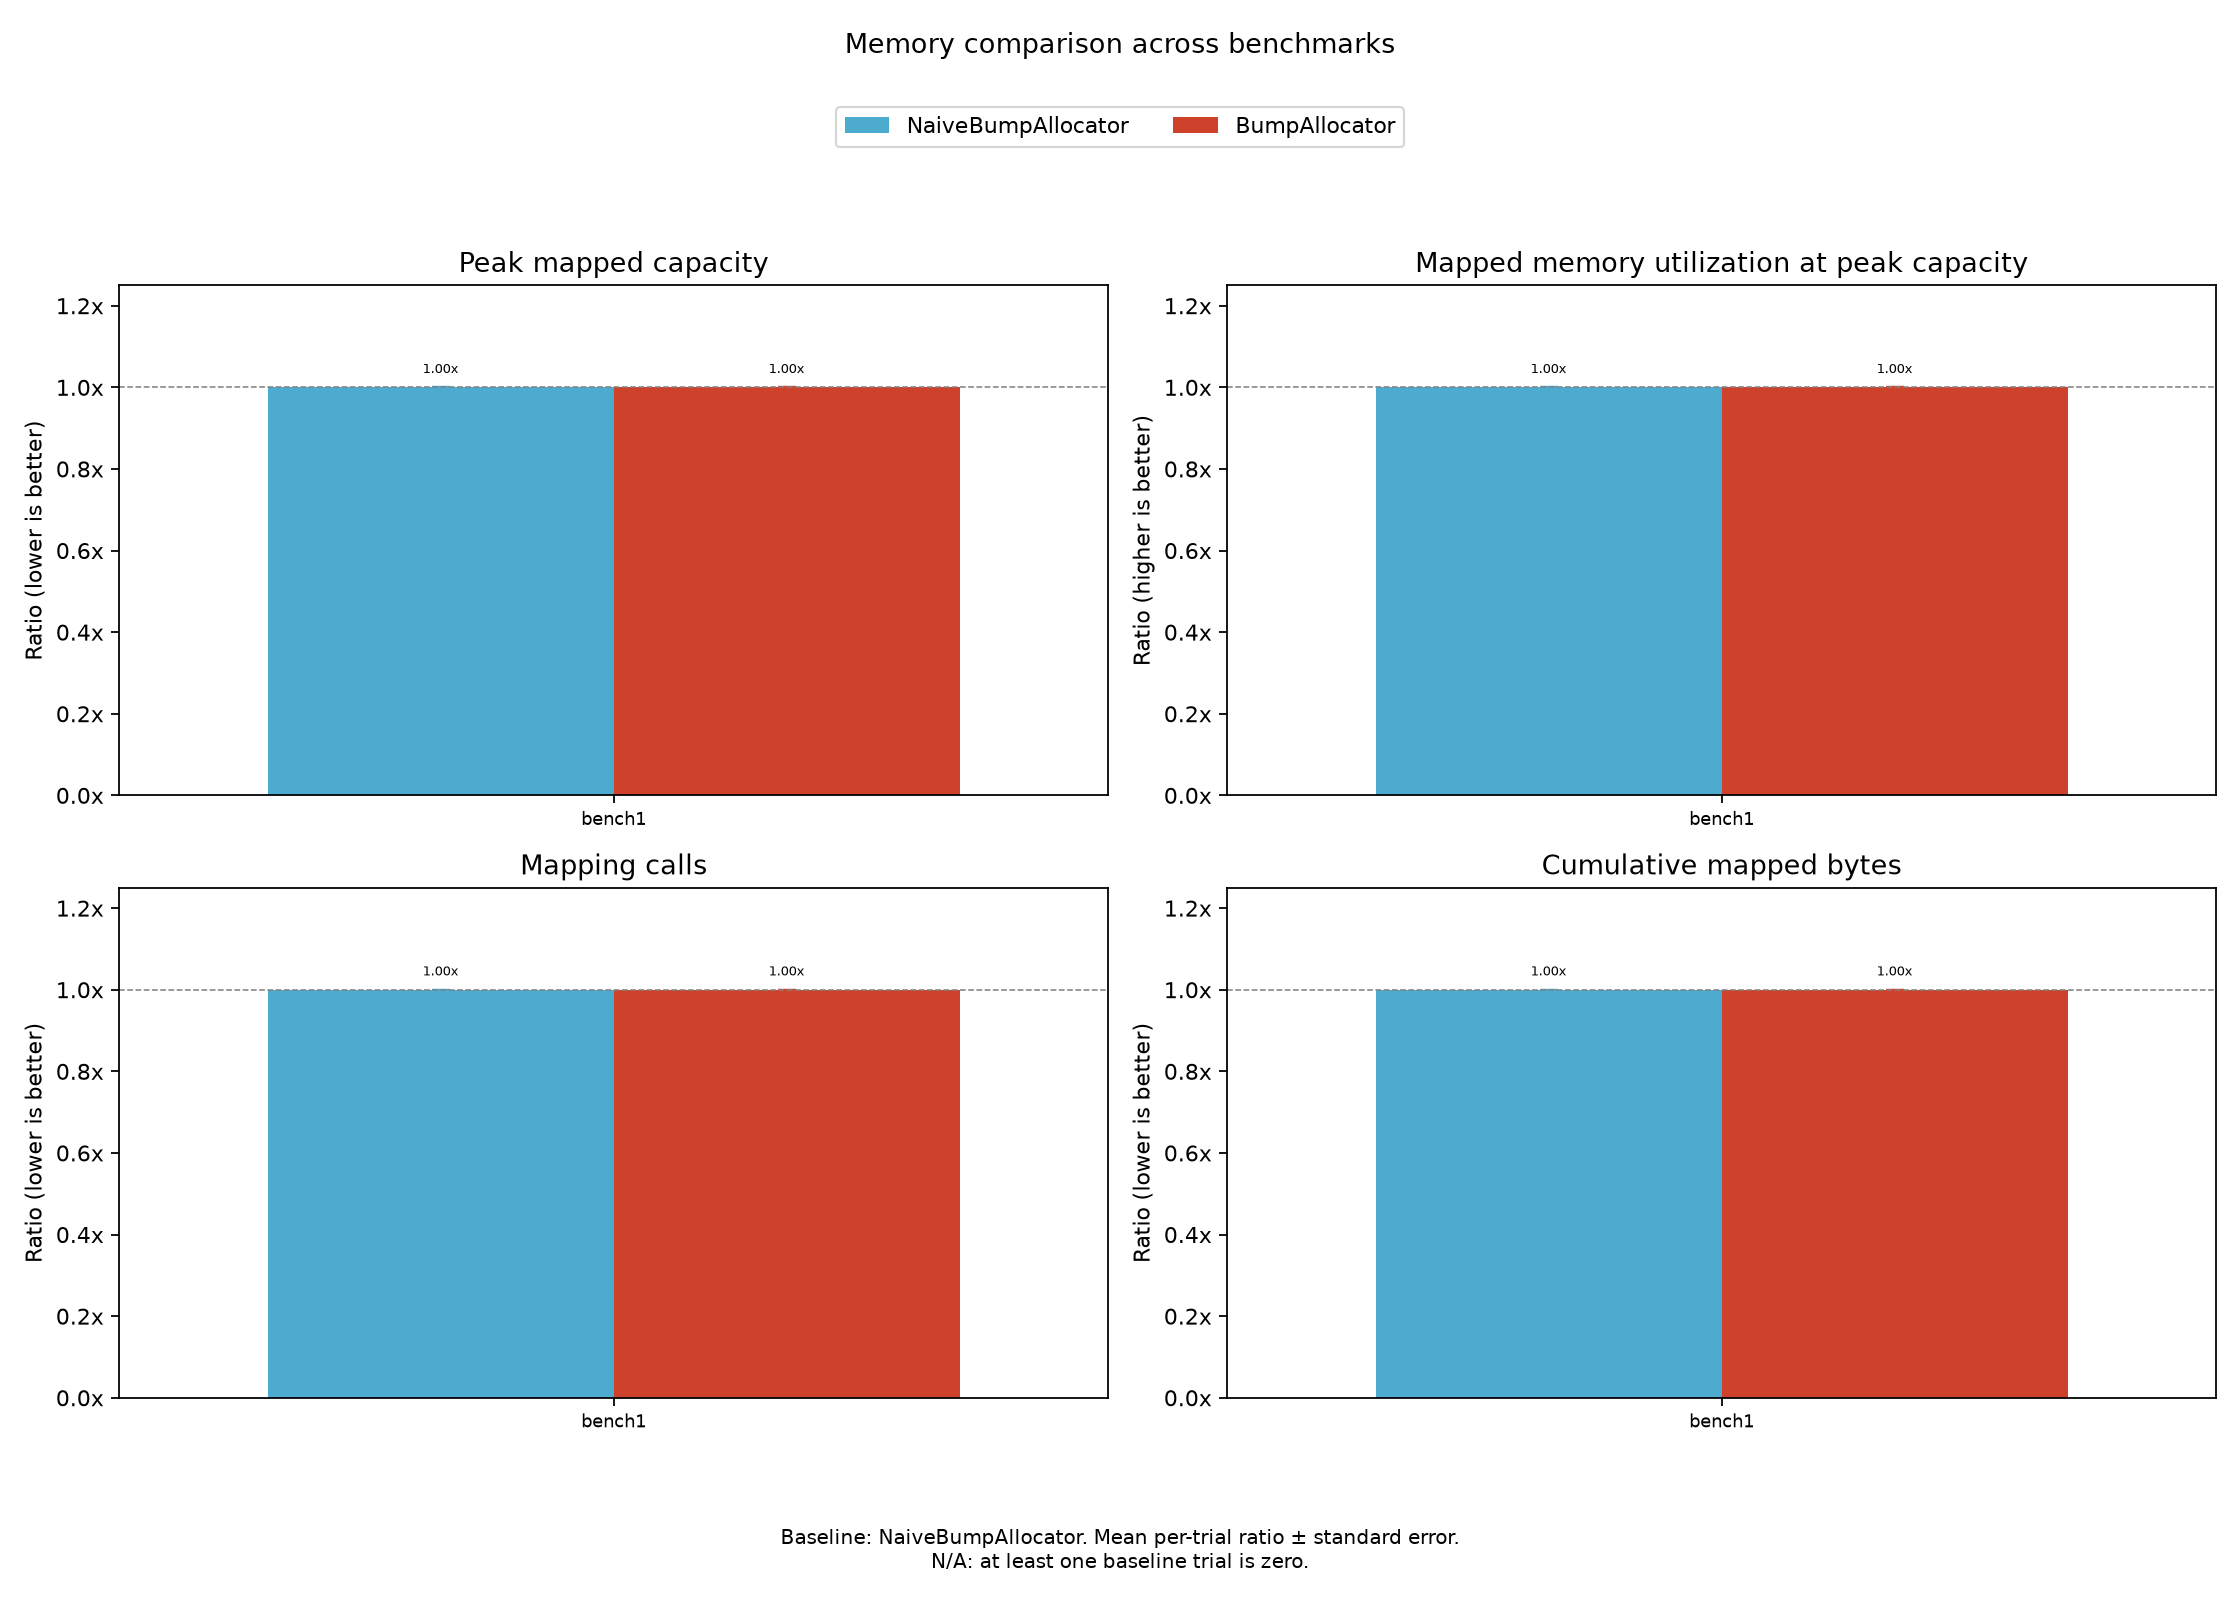 Memory comparison across benchmarks
NaiveBumpAllocator BumpAllocator
Peak mapped capacity
Ratio (lower is better)
1.2x
1.0x
0.8x
0.6x
0.4x
0.2x
0.0x
1.00x 1.00x
bench1
Mapped memory utilization at peak capacity
Ratio (higher is better)
1.2x
1.0x
0.8x
0.6x
0.4x
0.2x
0.0x
1.00x 1.00x
bench1
Mapping calls
Ratio (lower is better)
1.2x
1.0x
0.8x
0.6x
0.4x
0.2x
0.0x
1.00x 1.00x
bench1
Cumulative mapped bytes
Ratio (lower is better)
1.2x
1.0x
0.8x
0.6x
0.4x
0.2x
0.0x
1.00x 1.00x
bench1
Baseline: NaiveBumpAllocator. Mean per-trial ratio ± standard error.
N/A: at least one baseline trial is zero.